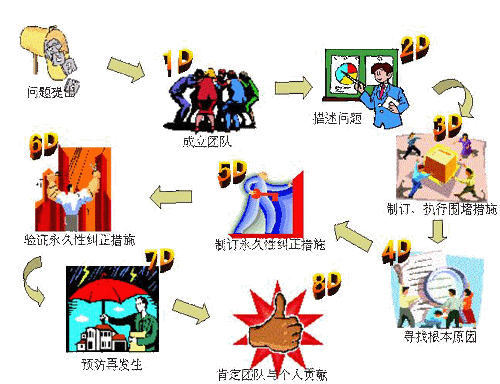 问题提出
1D
成立团队
2D
描述问题
3D
制订、执行围堵措施
4D
寻找根本原因
5D
制订永久性纠正措施
6D
验证永久性纠正措施
7D
预防再发生
8D
肯定团队与个人贡献